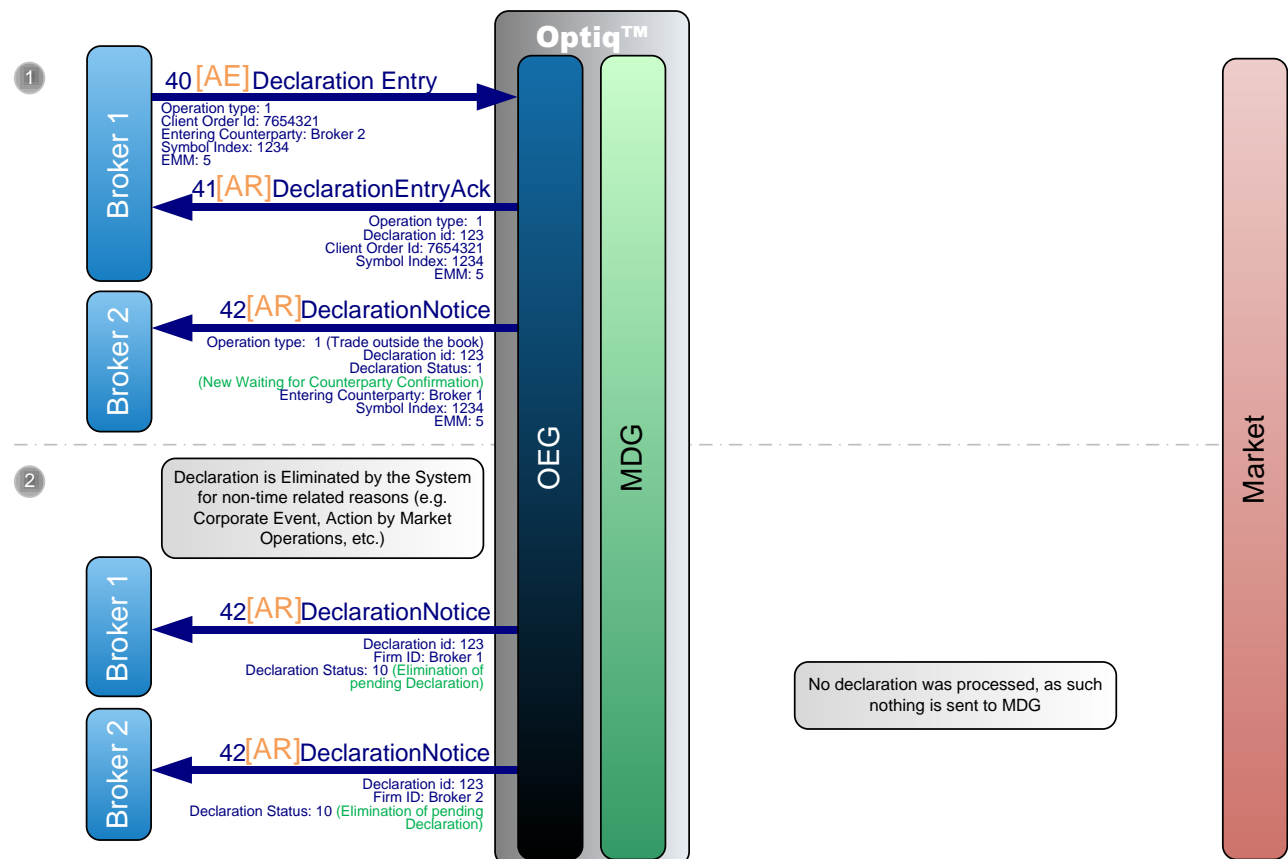 Optiq™
1
Broker 1
40 [AE] Declaration Entry
Operation type: 1
Client Order Id: 7654321
Entering Counterparty: Broker 2
Symbol Index: 1234
EMM: 5
41[AR]DeclarationEntryAck
Operation type:  1
Declaration id: 123
Client Order Id: 7654321
Symbol Index: 1234
EMM: 5
Broker 2
42[AR]DeclarationNotice
Operation type:  1 (Trade outside the book)
Declaration id: 123
Declaration Status: 1
(New Waiting for Counterparty Confirmation)
Entering Counterparty: Broker 1
Symbol Index: 1234
EMM: 5
OEG
MDG
Market
2
Declaration is Eliminated by the System
for non-time related reasons (e.g.
Corporate Event, Action by Market
Operations, etc.)
Broker 1
42[AR]DeclarationNotice
Declaration id: 123
Firm ID: Broker 1
Declaration Status: 10 (Elimination of
pending Declaration)
No declaration was processed, as such
nothing is sent to MDG
Broker 2
42[AR]DeclarationNotice
Declaration id: 123
Firm ID: Broker 2
Declaration Status: 10 (Elimination of pending
Declaration)